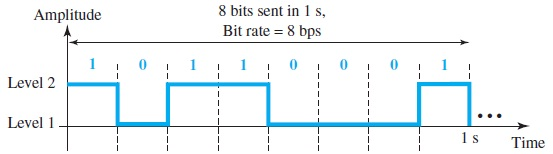 Amplitude
8 bits sent in 1 s,
Bit rate = 8 bps
1 0 1 1 0 0 0 1
Level 2
Level 1
...
1 s
Time